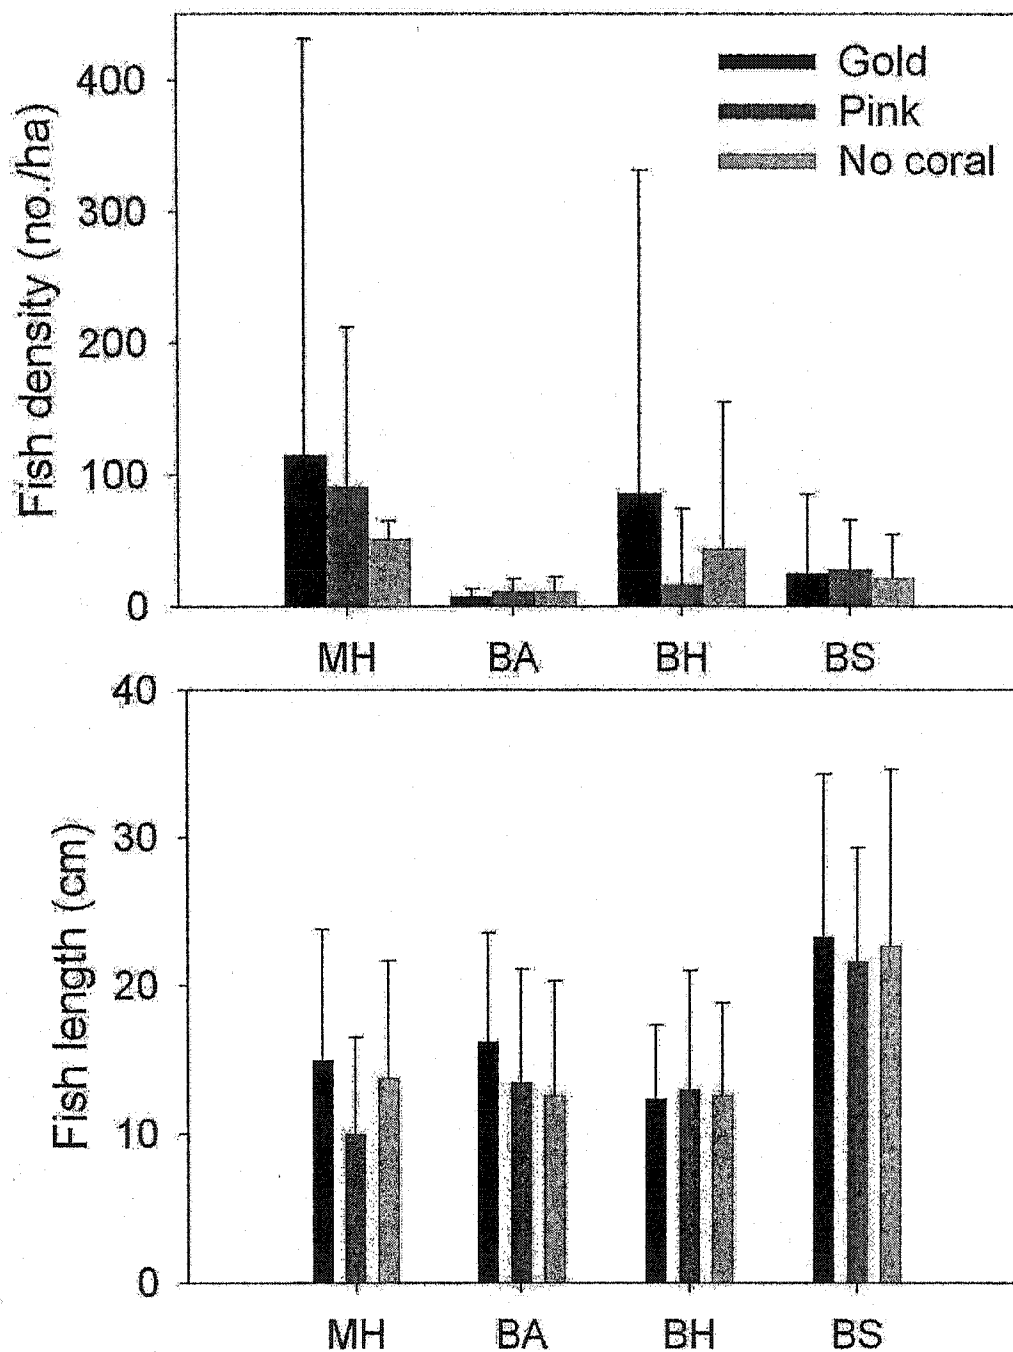 Fish density (no./ha)
400
300
200
100
0
Gold
Pink
No coral
MH BA BH BS
Fish length (cm)
40
30
20
10
0
MH BA BH BS